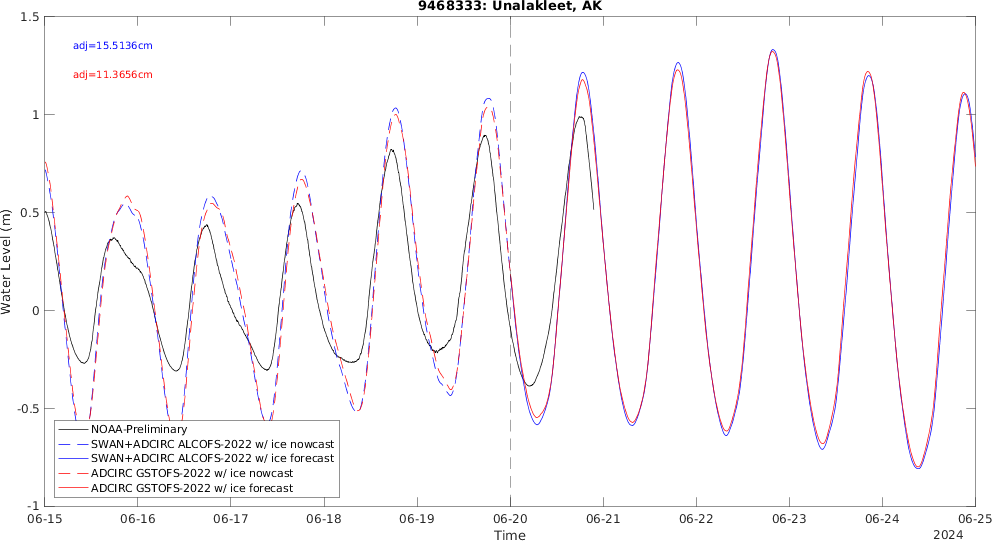 9468333: Unalakleet, AK
adj=15.5136cm
adj=11.3656cm
Water Level (m)
1.5
1
0.5
0
-0.5
-1
NOAA-Preliminary
SWAN+ADCIRC ALCOFS-2022 w/ ice nowcast
SWAN+ADCIRC ALCOFS-2022 w/ ice forecast
ADCIRC GSTOFS-2022 w/ ice nowcast
ADCIRC GSTOFS-2022 w/ ice forecast
06-15 06-16 06-17 06-18 06-19 06-20 06-21 06-22 06-23 06-24 06-25
Time
2024